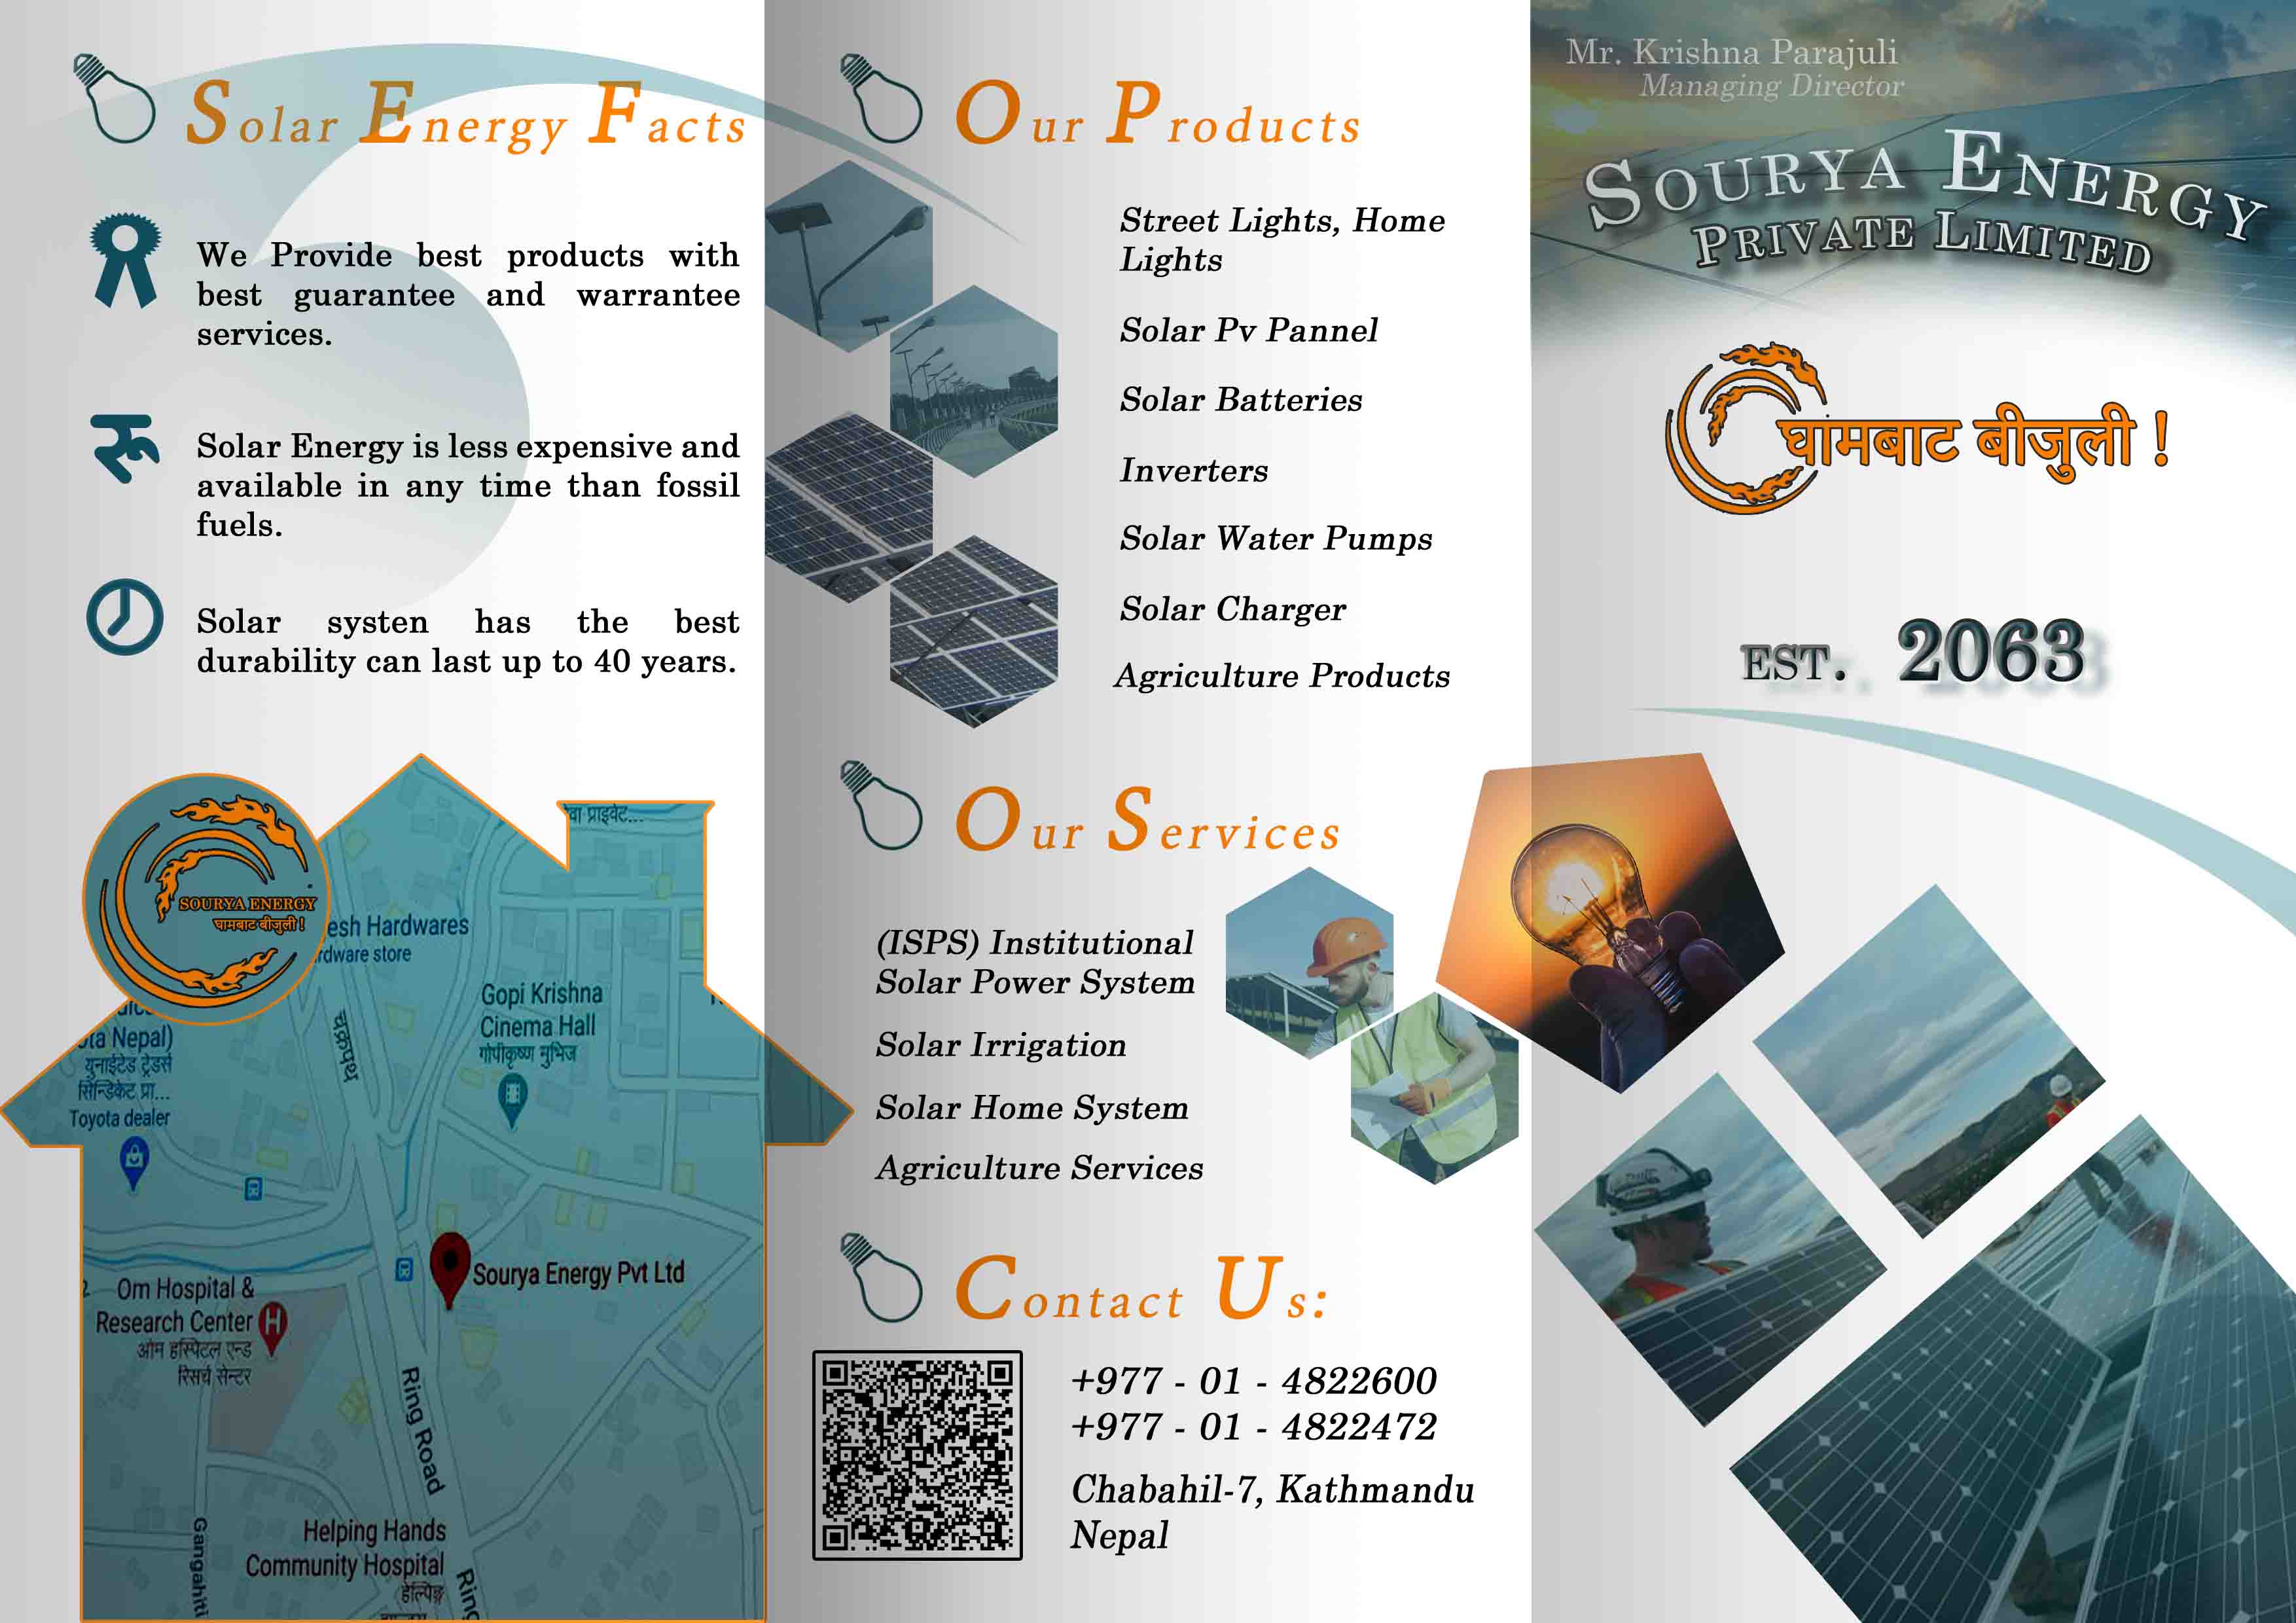 Solar Energy Facts
We Provide best products with
best guarantee and warrantee
services.
रू
Solar Energy is less expensive and
available in any time than fossil
fuels.
Solar systen has the best
durability can last up to 40 years.
SOURYA ENERGY
घामबाट बीजुली !
प्राइवेट...
esh Hardwares
rdware store
Gopi Krishna
Cinema Hall
गोपीकृष्ण मुभिज
चक्रपथ
ta Nepal)
युनाईटेड ट्रेडर्स
सिन्डिकेट प्रा...
Toyota dealer
Sourya Energy Pvt Ltd
Om Hospital &
Research Center
H
ओम हस्पिटल एन्ड
रिसर्च सेन्टर
Ring Road
Helping Hands
Community Hospital
Gangahiti
Ring
Our Products
Street Lights, Home
Lights
Solar Pv Pannel
Solar Batteries
Inverters
Solar Water Pumps
Solar Charger
Agriculture Products
Our Services
(ISPS) Institutional
Solar Power System
Solar Irrigation
Solar Home System
Agriculture Services
Contact Us:
+977 - 01 - 4822600
+977 - 01 - 4822472
Chabahil-7, Kathmandu
Nepal
Mr. Krishna Parajuli
Managing Director
SOURYA ENERGY
PRIVATE LIMITED
घामबाट बीजुली !
EST. 2063